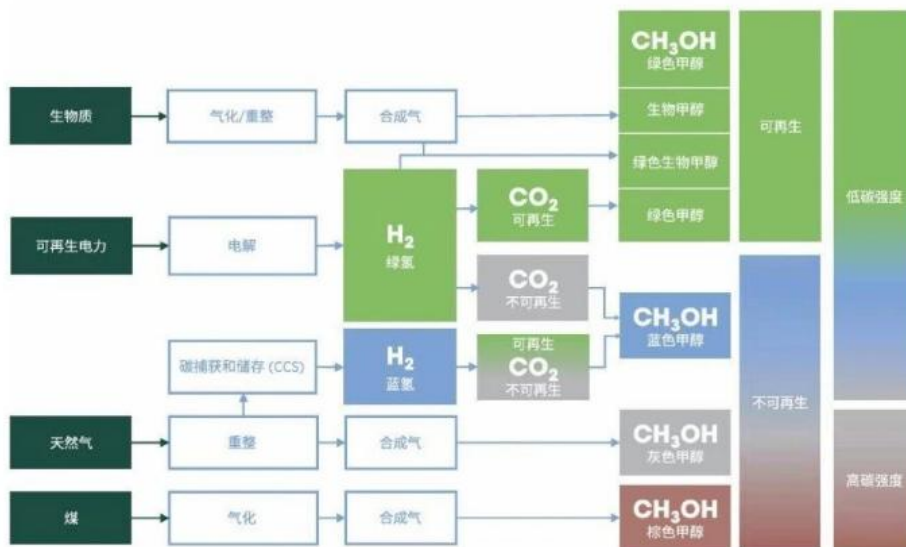 CH₃OH
绿色甲醇
生物质
气化/重整
合成气
生物甲醇
可再生
绿色生物甲醇
低碳强度
可再生电力
电解
H₂
绿氢
CO₂
可再生
绿色甲醇
CO₂
不可再生
CH₃OH
蓝色甲醇
碳捕获和储存 (CCS)
H₂
蓝氢
可再生
CO₂
不可再生
不可再生
天然气
重整
合成气
CH₃OH
灰色甲醇
高碳强度
煤
气化
合成气
CH₃OH
棕色甲醇